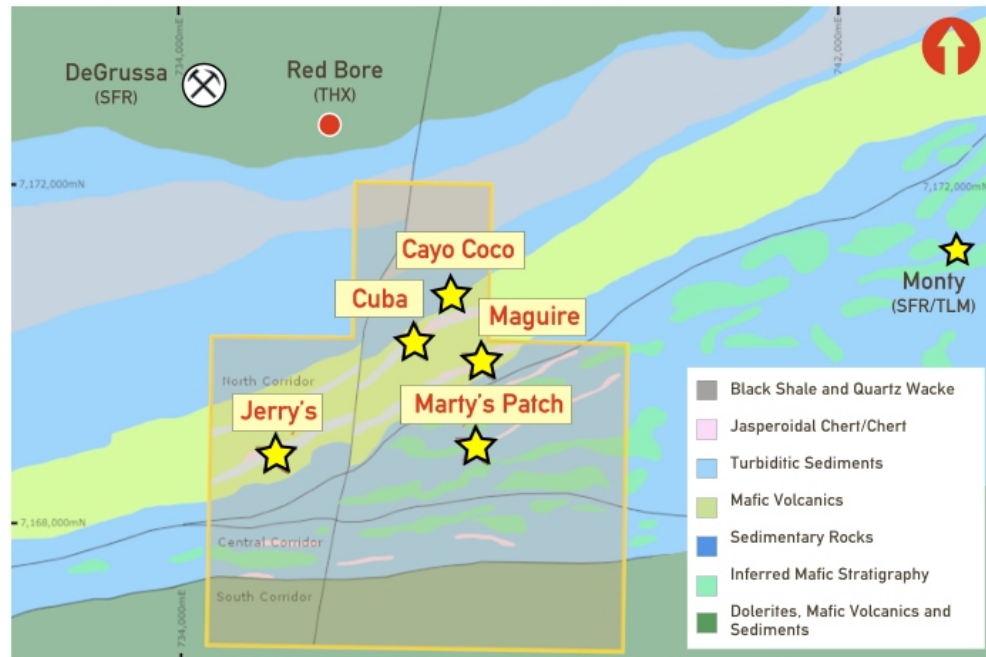 734,000mE
742,000mE
DeGrussa
(SFR)
Red Bore
(THX)
7,172,000mN
7,172,000mN
Cayo Coco
Cuba
Maguire
Monty
(SFR/TLM)
North Corridor
Jerry's
Marty's Patch
7,168,000mN
Central Corridor
South Corridor
734,000mE
Black Shale and Quartz Wacke
Jasperoidal Chert/Chert
Turbiditic Sediments
Mafic Volcanics
Sedimentary Rocks
Inferred Mafic Stratigraphy
Dolerites, Mafic Volcanics and
Sediments